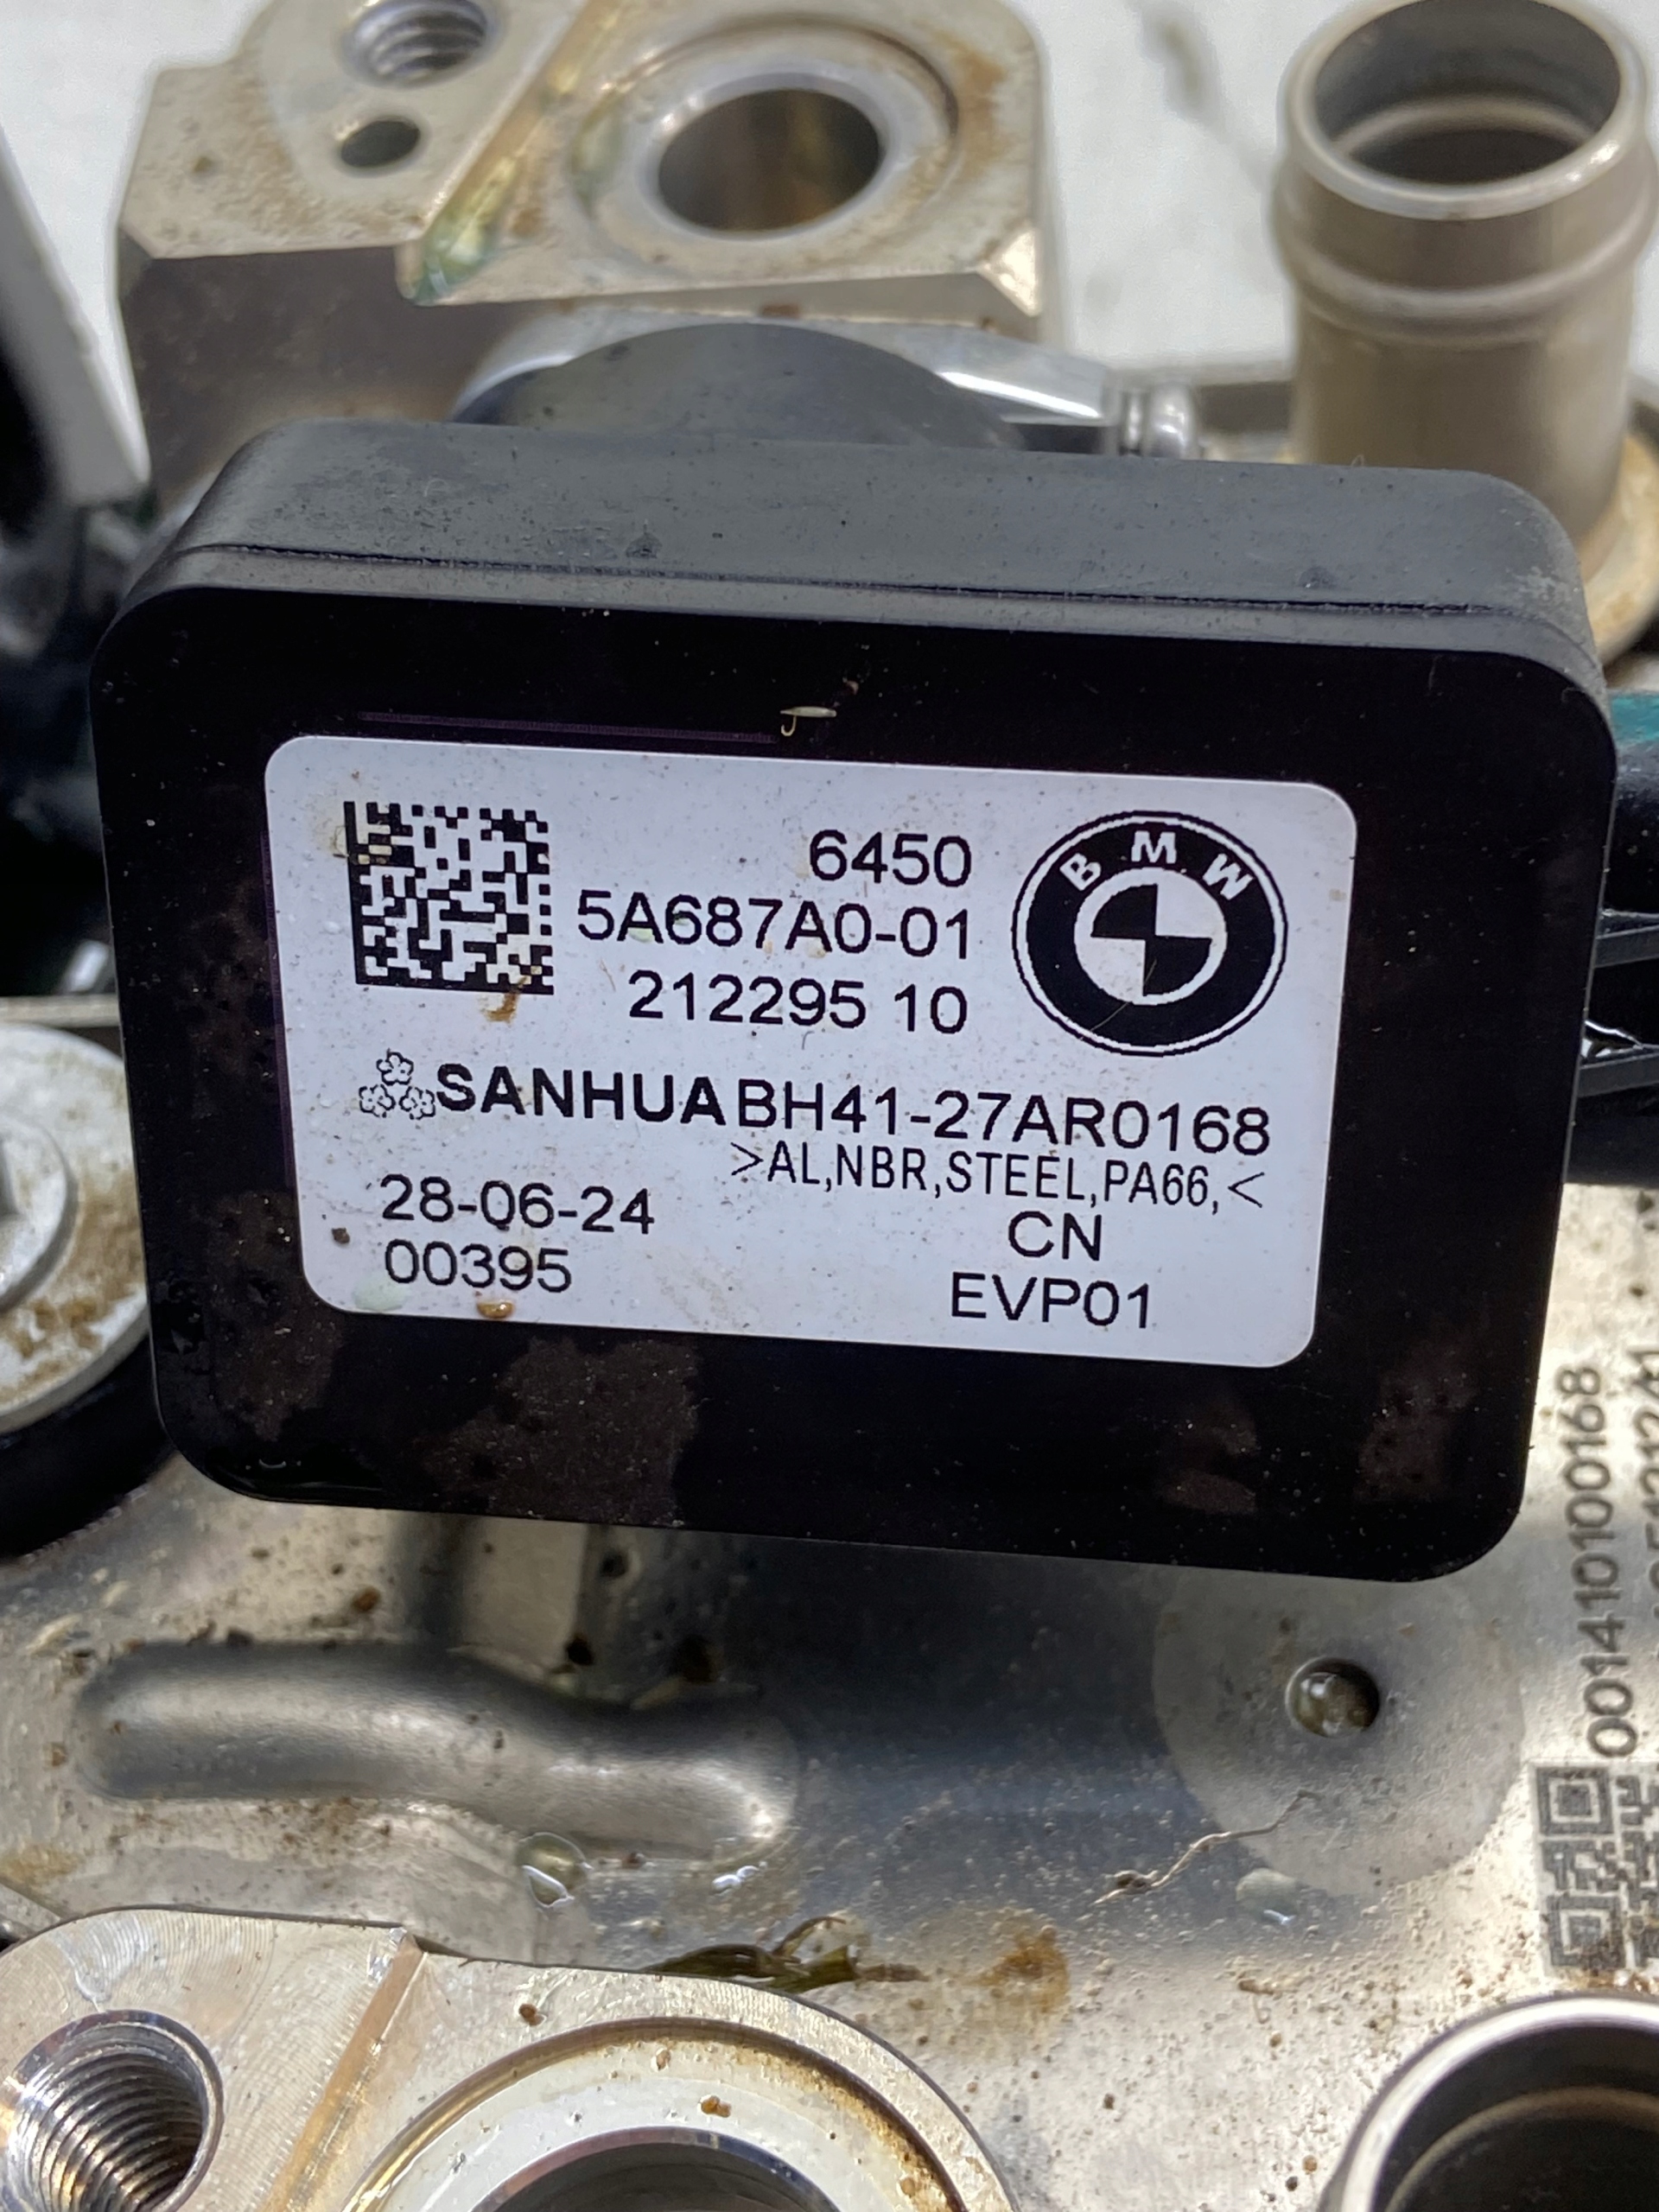 6450
5A687A0-01
212295 10
BMW
SANHUA BH41-27AR0168
>AL,NBR,STEEL,PA66,<
28-06-24
CN
00395
EVP01
001410100168